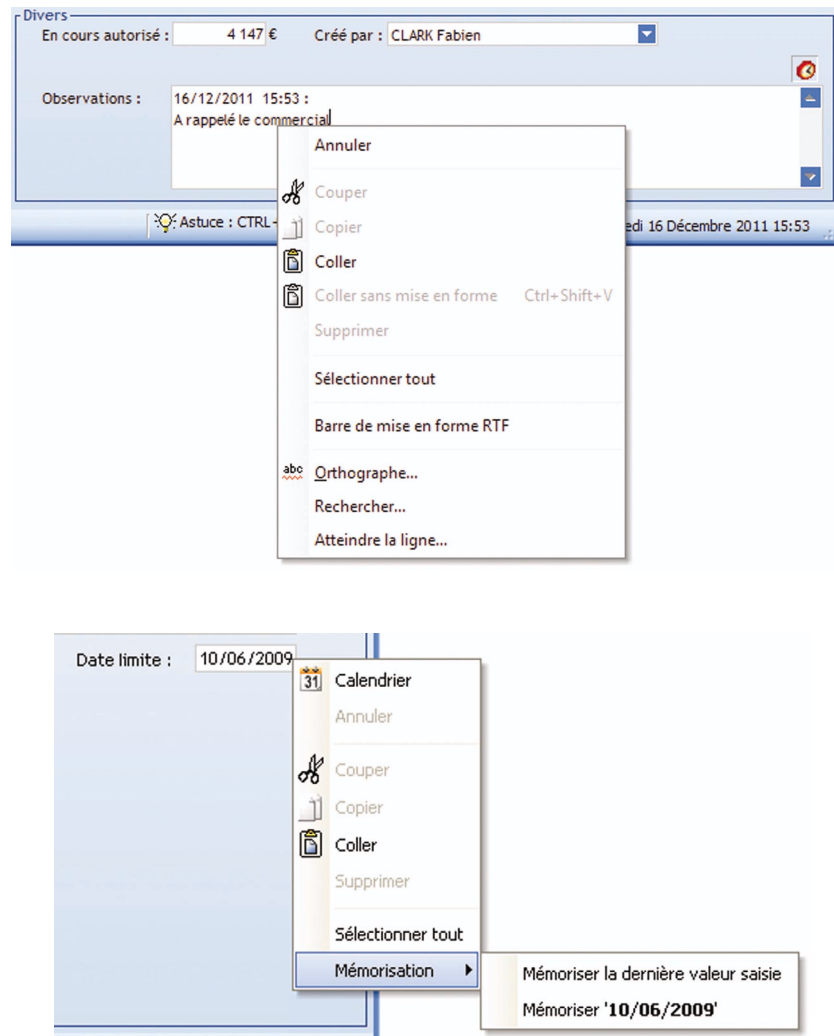 Divers
En cours autorisé : 4 147 € Créé par : CLARK Fabien
Observations : 16/12/2011 15:53 :
A rappelé le commercial
Annuler
Couper
Copier
Coller
Coller sans mise en forme Ctrl+Shift+V
Supprimer
Sélectionner tout
Barre de mise en forme RTF
abc Orthographe...
Rechercher...
Atteindre la ligne...
Astuce : CTRL+ edi 16 Décembre 2011 15:53
Date limite : 10/06/2009
31 Calendrier
Annuler
Couper
Copier
Coller
Supprimer
Sélectionner tout
Mémorisation
Mémoriser la dernière valeur saisie
Mémoriser '10/06/2009'